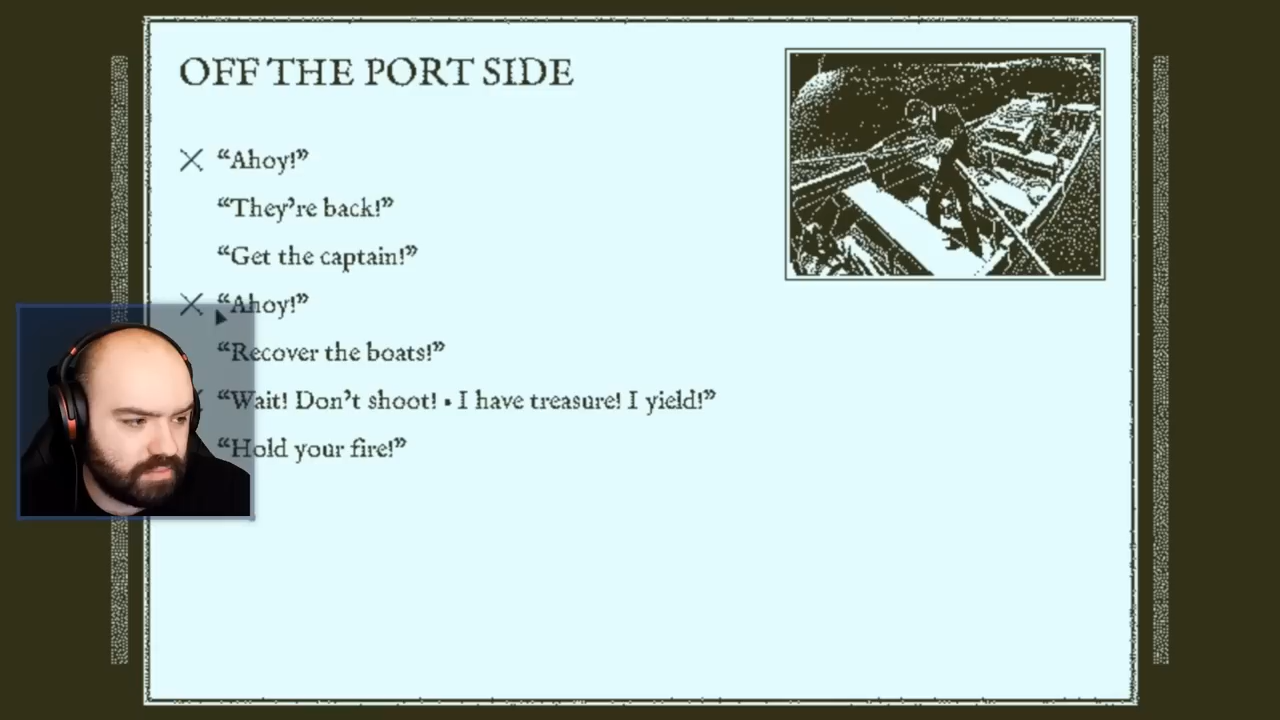 OFF THE PORT SIDE
“Ahoy!”
“They’re back!”
“Get the captain!”
“Ahoy!”
“Recover the boats!”
“Wait! Don’t shoot! • I have treasure! I yield!”
“Hold your fire!”